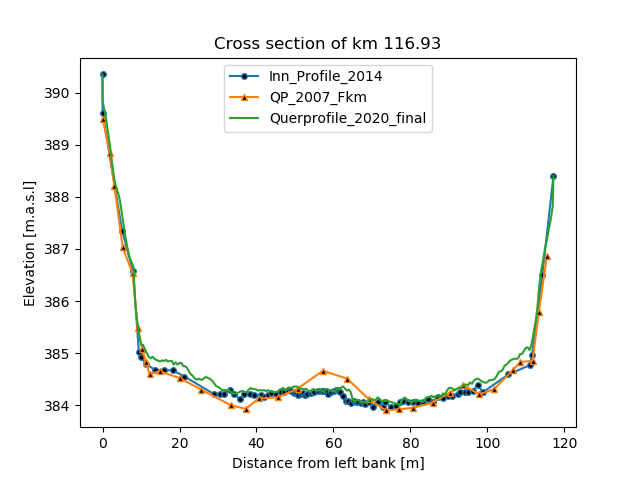 Cross section of km 116.93
Inn_Profile_2014
QP_2007_Fkm
Querprofile_2020_final
Elevation [m.a.s.l]
390
389
388
387
386
385
384
0
20
40
60
80
100
120
Distance from left bank [m]